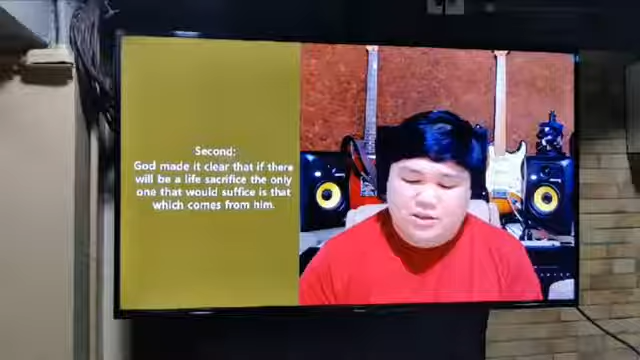 Second:
God made it clear that if there
will be a life sacrifice the only
one that would suffice is that
which comes from him.